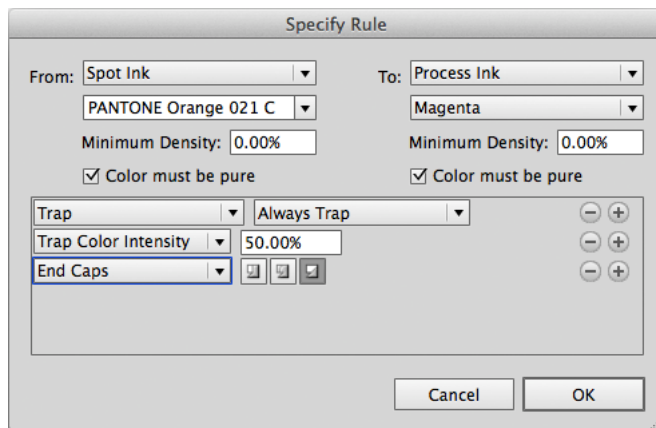 Specify Rule
From: Spot Ink To: Process Ink
PANTONE Orange 021 C Magenta
Minimum Density: 0.00% Minimum Density: 0.00%
Color must be pure Color must be pure
Trap Always Trap
Trap Color Intensity 50.00%
End Caps
Cancel OK